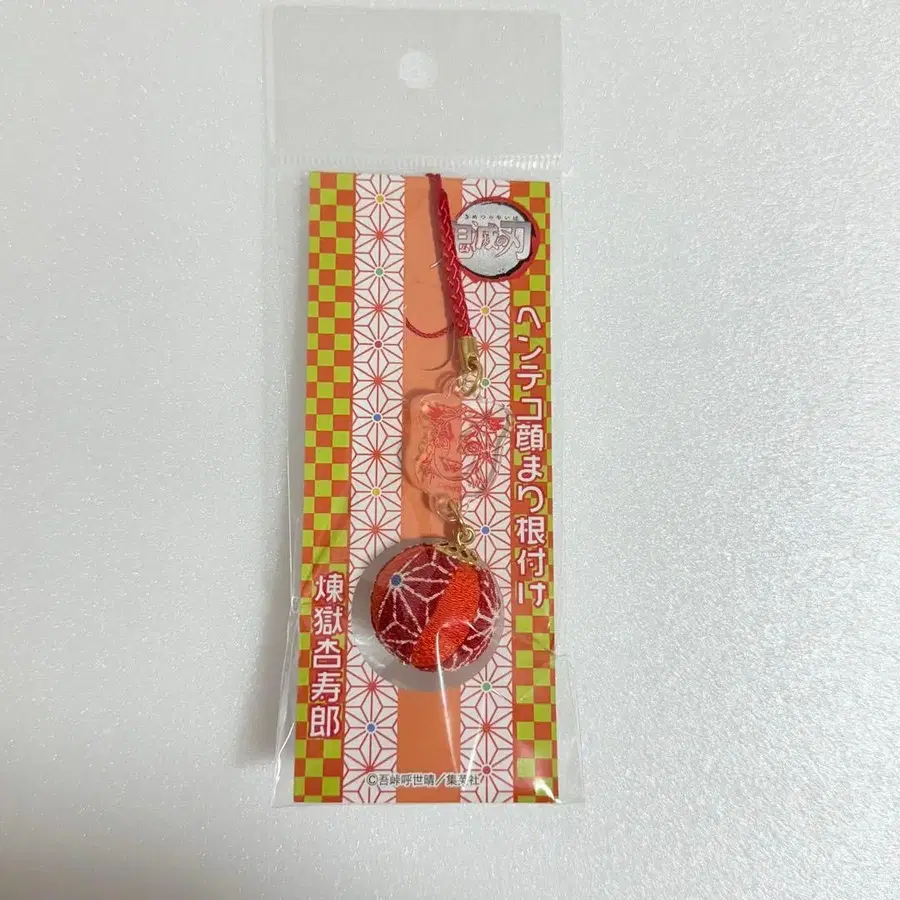 きめつのやいば
鬼滅の刃
ヘンテコ顔まり根付け
煉獄杏寿郎
©吾峠呼世晴／集英社